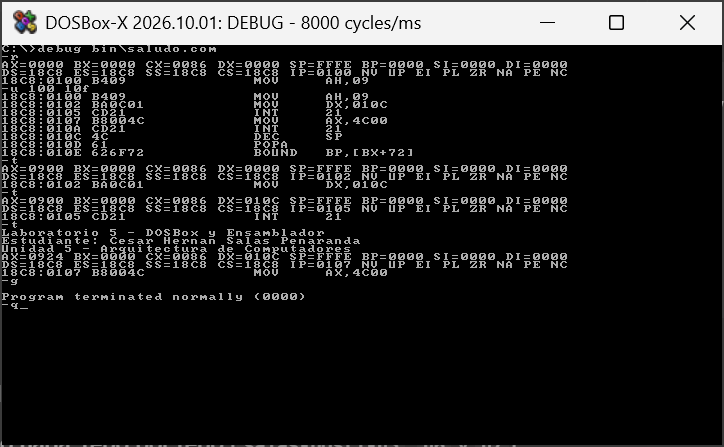 DOSBox-X 2026.10.01: DEBUG - 8000 cycles/ms
C:\>debug bin\saludo.com
-r
AX=0000 BX=0000 CX=0086 DX=0000 SP=FFFE BP=0000 SI=0000 DI=0000
DS=18C8 ES=18C8 SS=18C8 CS=18C8 IP=0100 NV UP EI PL ZR NA PE NC
18C8:0100 B409 MOV AH,09
-u 100 10f
18C8:0100 B409 MOV AH,09
18C8:0102 BA0C01 MOV DX,010C
18C8:0105 CD21 INT 21
18C8:0107 B8004C MOV AX,4C00
18C8:010A CD21 INT 21
18C8:010C 4C DEC SP
18C8:010D 61 POPA
18C8:010E 626F72 BOUND BP,[BX+72]
-t
AX=0900 BX=0000 CX=0086 DX=0000 SP=FFFE BP=0000 SI=0000 DI=0000
DS=18C8 ES=18C8 SS=18C8 CS=18C8 IP=0102 NV UP EI PL ZR NA PE NC
18C8:0102 BA0C01 MOV DX,010C
-t
AX=0900 BX=0000 CX=0086 DX=010C SP=FFFE BP=0000 SI=0000 DI=0000
DS=18C8 ES=18C8 SS=18C8 CS=18C8 IP=0105 NV UP EI PL ZR NA PE NC
18C8:0105 CD21 INT 21
-t
Laboratorio 5 - DOSBox y Ensamblador
Estudiante: Cesar Hernan Salas Penaranda
Unidad 5 - Arquitectura de Computadores
AX=0924 BX=0000 CX=0086 DX=010C SP=FFFE BP=0000 SI=0000 DI=0000
DS=18C8 ES=18C8 SS=18C8 CS=18C8 IP=0107 NV UP EI PL ZR NA PE NC
18C8:0107 B8004C MOV AX,4C00
-g
Program terminated normally (0000)
-q_